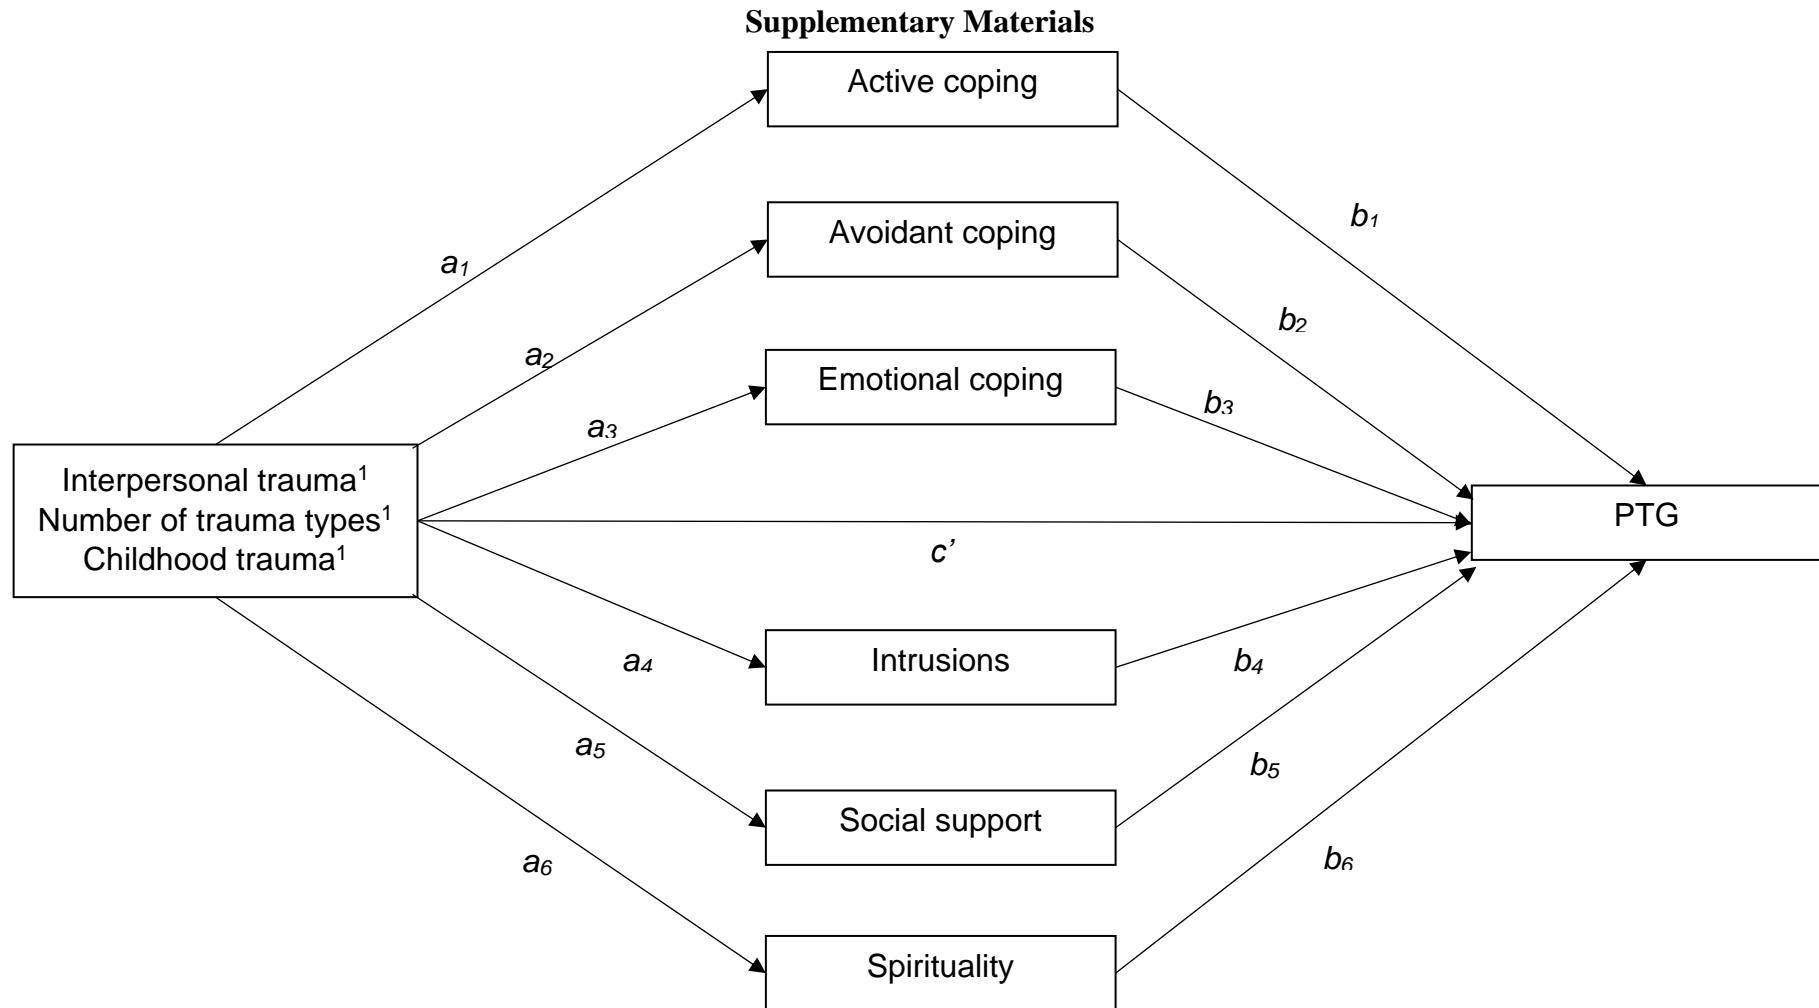 Supplementary Materials
Active coping
b₁
Avoidant coping
a₁
b₂
a₂
Emotional coping
b₃
a₃
Interpersonal trauma¹
Number of trauma types¹
Childhood trauma¹
PTG
c’
Intrusions
a₄
b₄
a₅
b₅
Social support
a₆
b₆
Spirituality